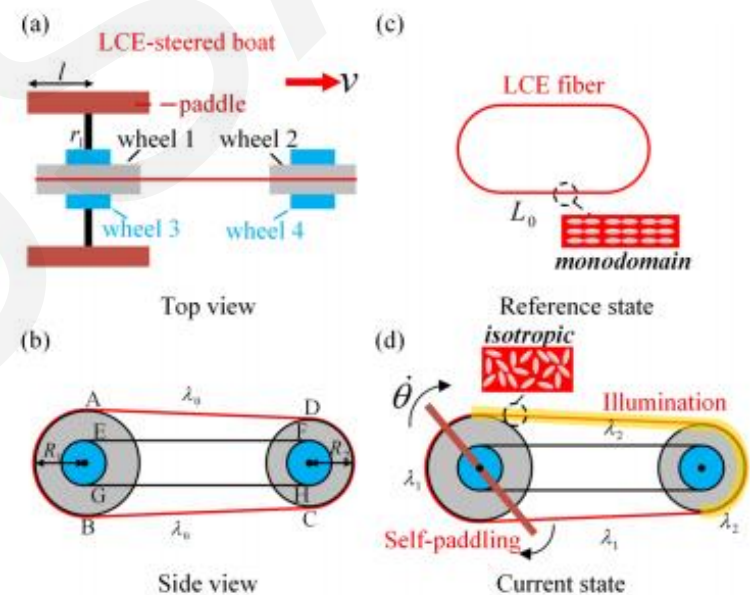 (a)
LCE-steered boat
l
v
paddle
r₁
wheel 1
wheel 2
wheel 3
wheel 4
Top view
(c)
LCE fiber
L₀
monodomain
Reference state
(b)
A
λ₀
D
E
F
R₁
R₂
G
H
B
λ₀
C
Side view
(d)
isotropic
θ̇
Illumination
λ₂
λ₁
λ₂
Self-paddling
λ₁
Current state